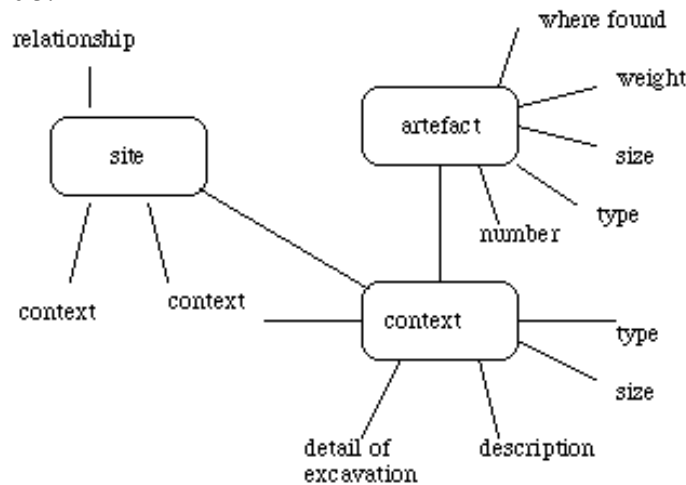 where found
relationship
weight
artefact
site
size
type
number
context
context
context
type
size
detail of
excavation
description